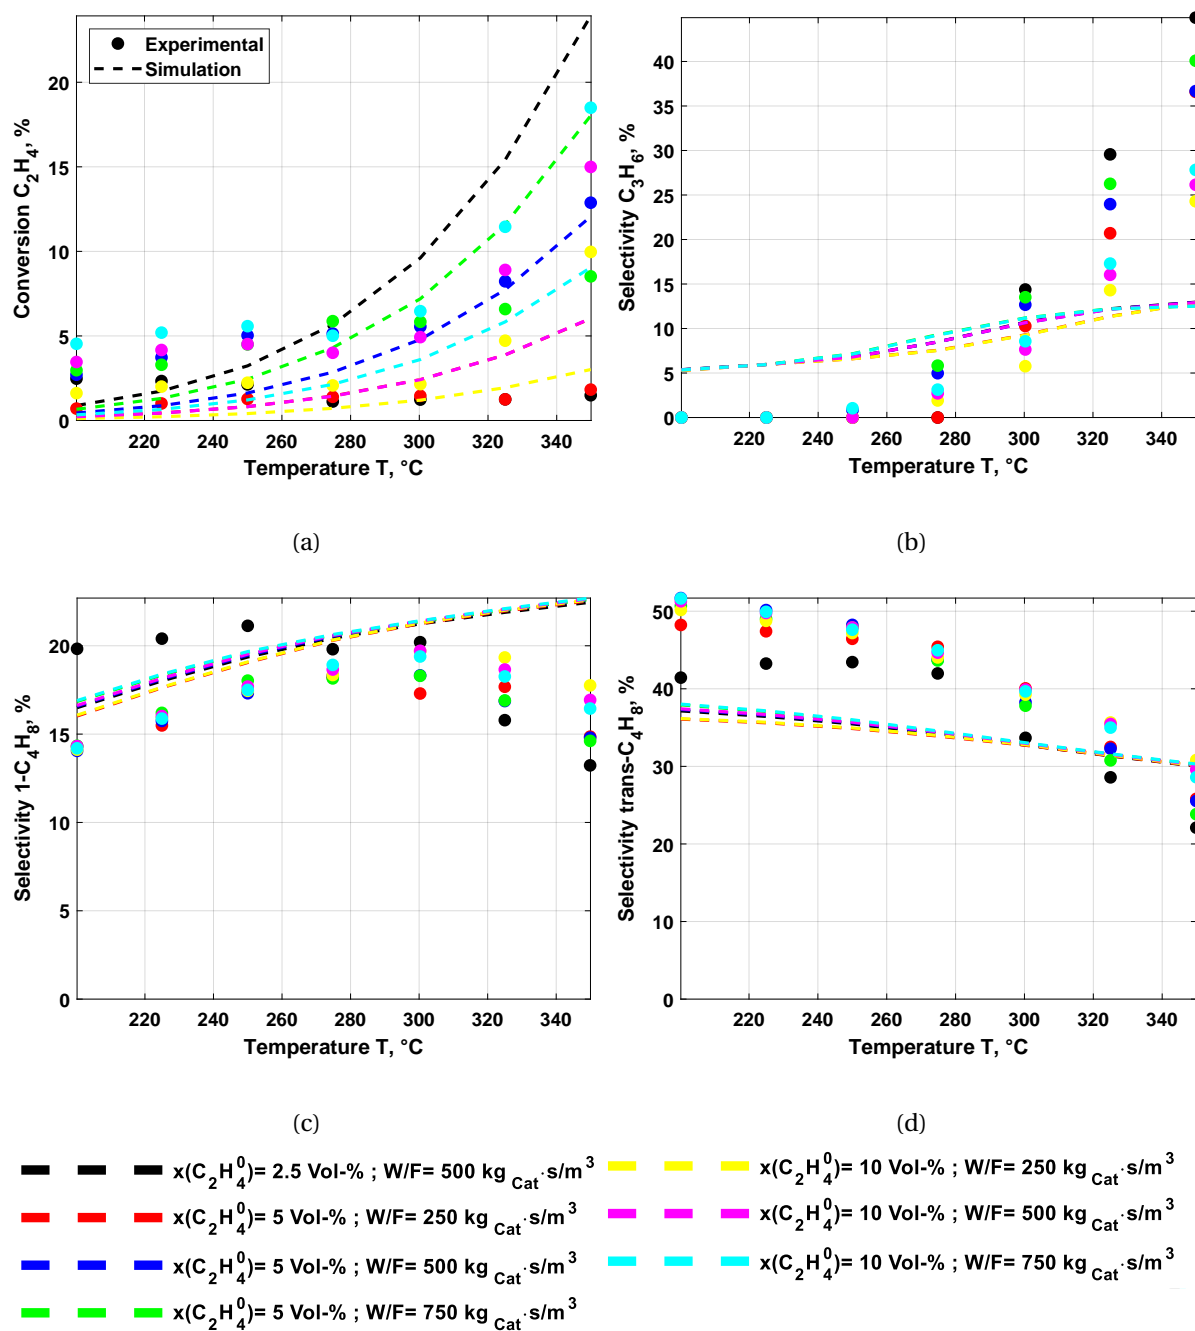 Experimental
Simulation
20
15
10
5
0
220 240 260 280 300 320 340
Conversion C₂H₄, %
Temperature T, °C
(a)
40
35
30
25
20
15
10
5
0
220 240 260 280 300 320 340
Selectivity C₃H₆, %
Temperature T, °C
(b)
20
15
10
5
0
220 240 260 280 300 320 340
Selectivity 1-C₄H₈, %
Temperature T, °C
(c)
50
40
30
20
10
0
220 240 260 280 300 320 340
Selectivity trans-C₄H₈, %
Temperature T, °C
(d)
x(C₂H₄⁰)= 2.5 Vol-% ; W/F= 500 kg Cat·s/m³
x(C₂H₄⁰)= 5 Vol-% ; W/F= 250 kg Cat·s/m³
x(C₂H₄⁰)= 5 Vol-% ; W/F= 500 kg Cat·s/m³
x(C₂H₄⁰)= 5 Vol-% ; W/F= 750 kg Cat·s/m³
x(C₂H₄⁰)= 10 Vol-% ; W/F= 250 kg Cat·s/m³
x(C₂H₄⁰)= 10 Vol-% ; W/F= 500 kg Cat·s/m³
x(C₂H₄⁰)= 10 Vol-% ; W/F= 750 kg Cat·s/m³